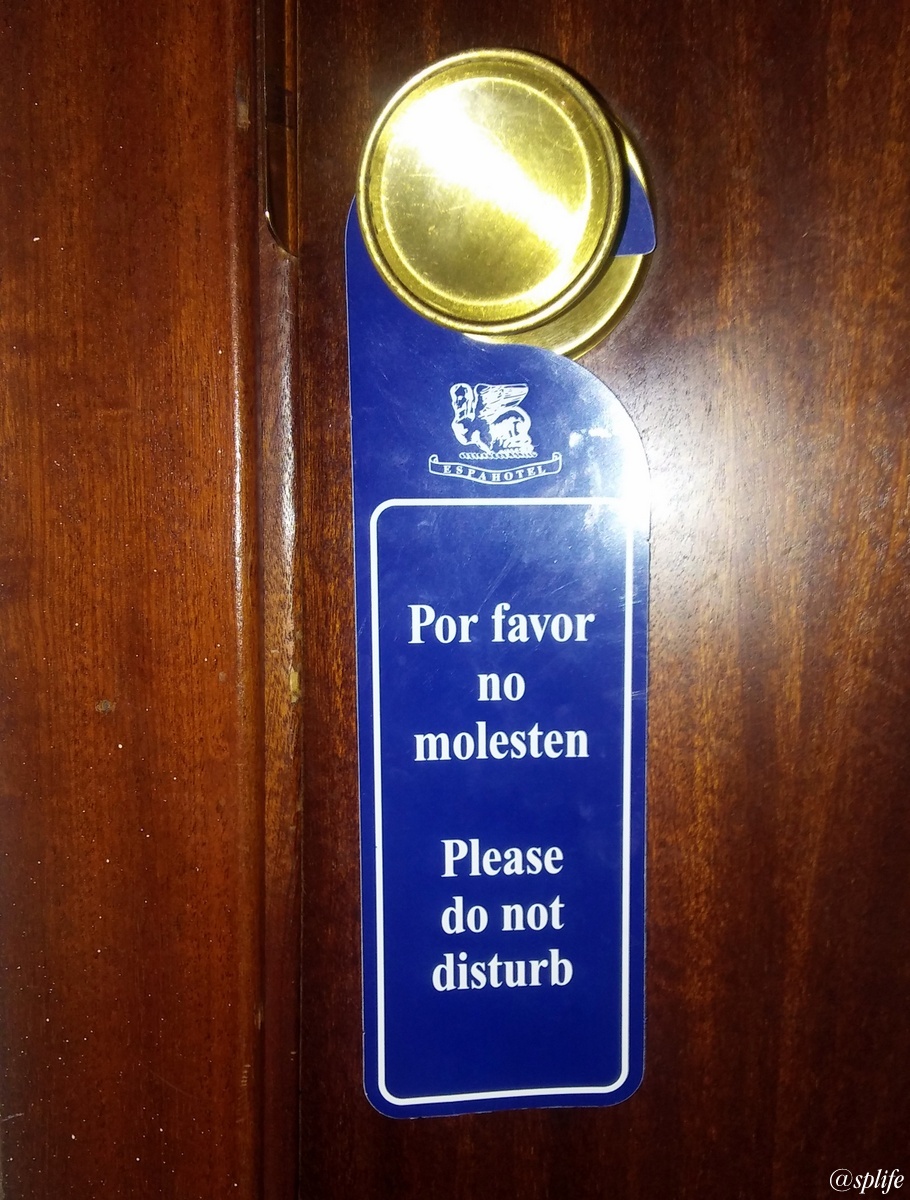 ESPAHOTEL
Por favor
no
molesten
Please
do not
disturb
@splife